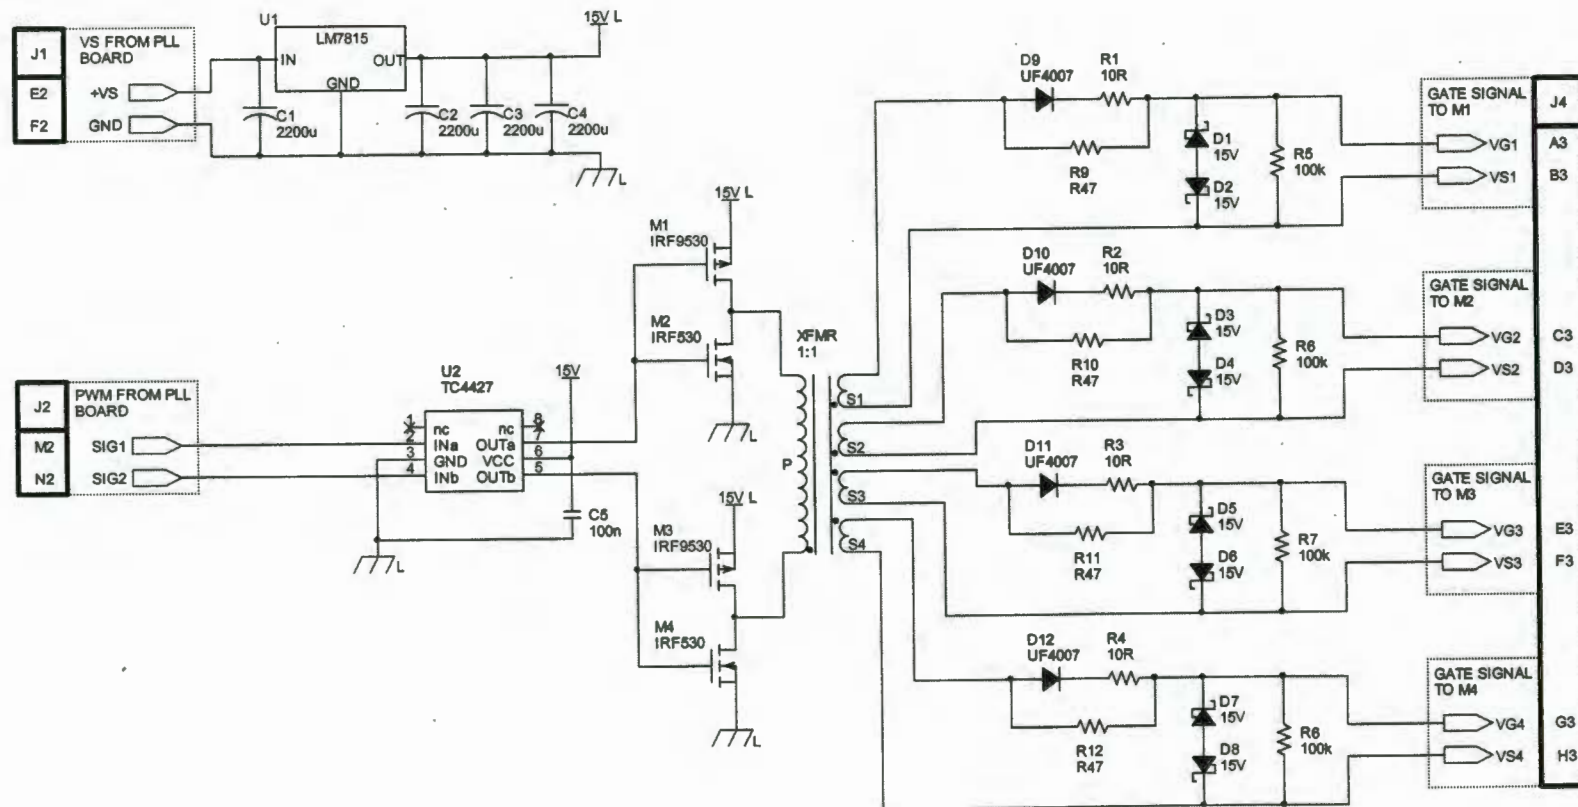 J1
VS FROM PLL
BOARD
E2
+VS
F2
GND
U1
LM7815
IN
OUT
GND
15V L
C1
2200u
C2
2200u
C3
2200u
C4
2200u
L
J2
PWM FROM PLL
BOARD
M2
SIG1
N2
SIG2
U2
TC4427
15V
1
nc
nc
8
2
INa
OUTa
7
3
GND
VCC
6
4
INb
OUTb
5
C5
100n
L
15V L
M1
IRF9530
M2
IRF530
L
15V L
M3
IRF9530
M4
IRF530
L
XFMR
1:1
P
S1
S2
S3
S4
D9
UF4007
R1
10R
R9
R47
D1
15V
D2
15V
R5
100k
GATE SIGNAL
TO M1
VG1
VS1
J4
A3
B3
D10
UF4007
R2
10R
R10
R47
D3
15V
D4
15V
R6
100k
GATE SIGNAL
TO M2
VG2
VS2
C3
D3
D11
UF4007
R3
10R
R11
R47
D5
15V
D6
15V
R7
100k
GATE SIGNAL
TO M3
VG3
VS3
E3
F3
D12
UF4007
R4
10R
R12
R47
D7
15V
D8
15V
R6
100k
GATE SIGNAL
TO M4
VG4
VS4
G3
H3